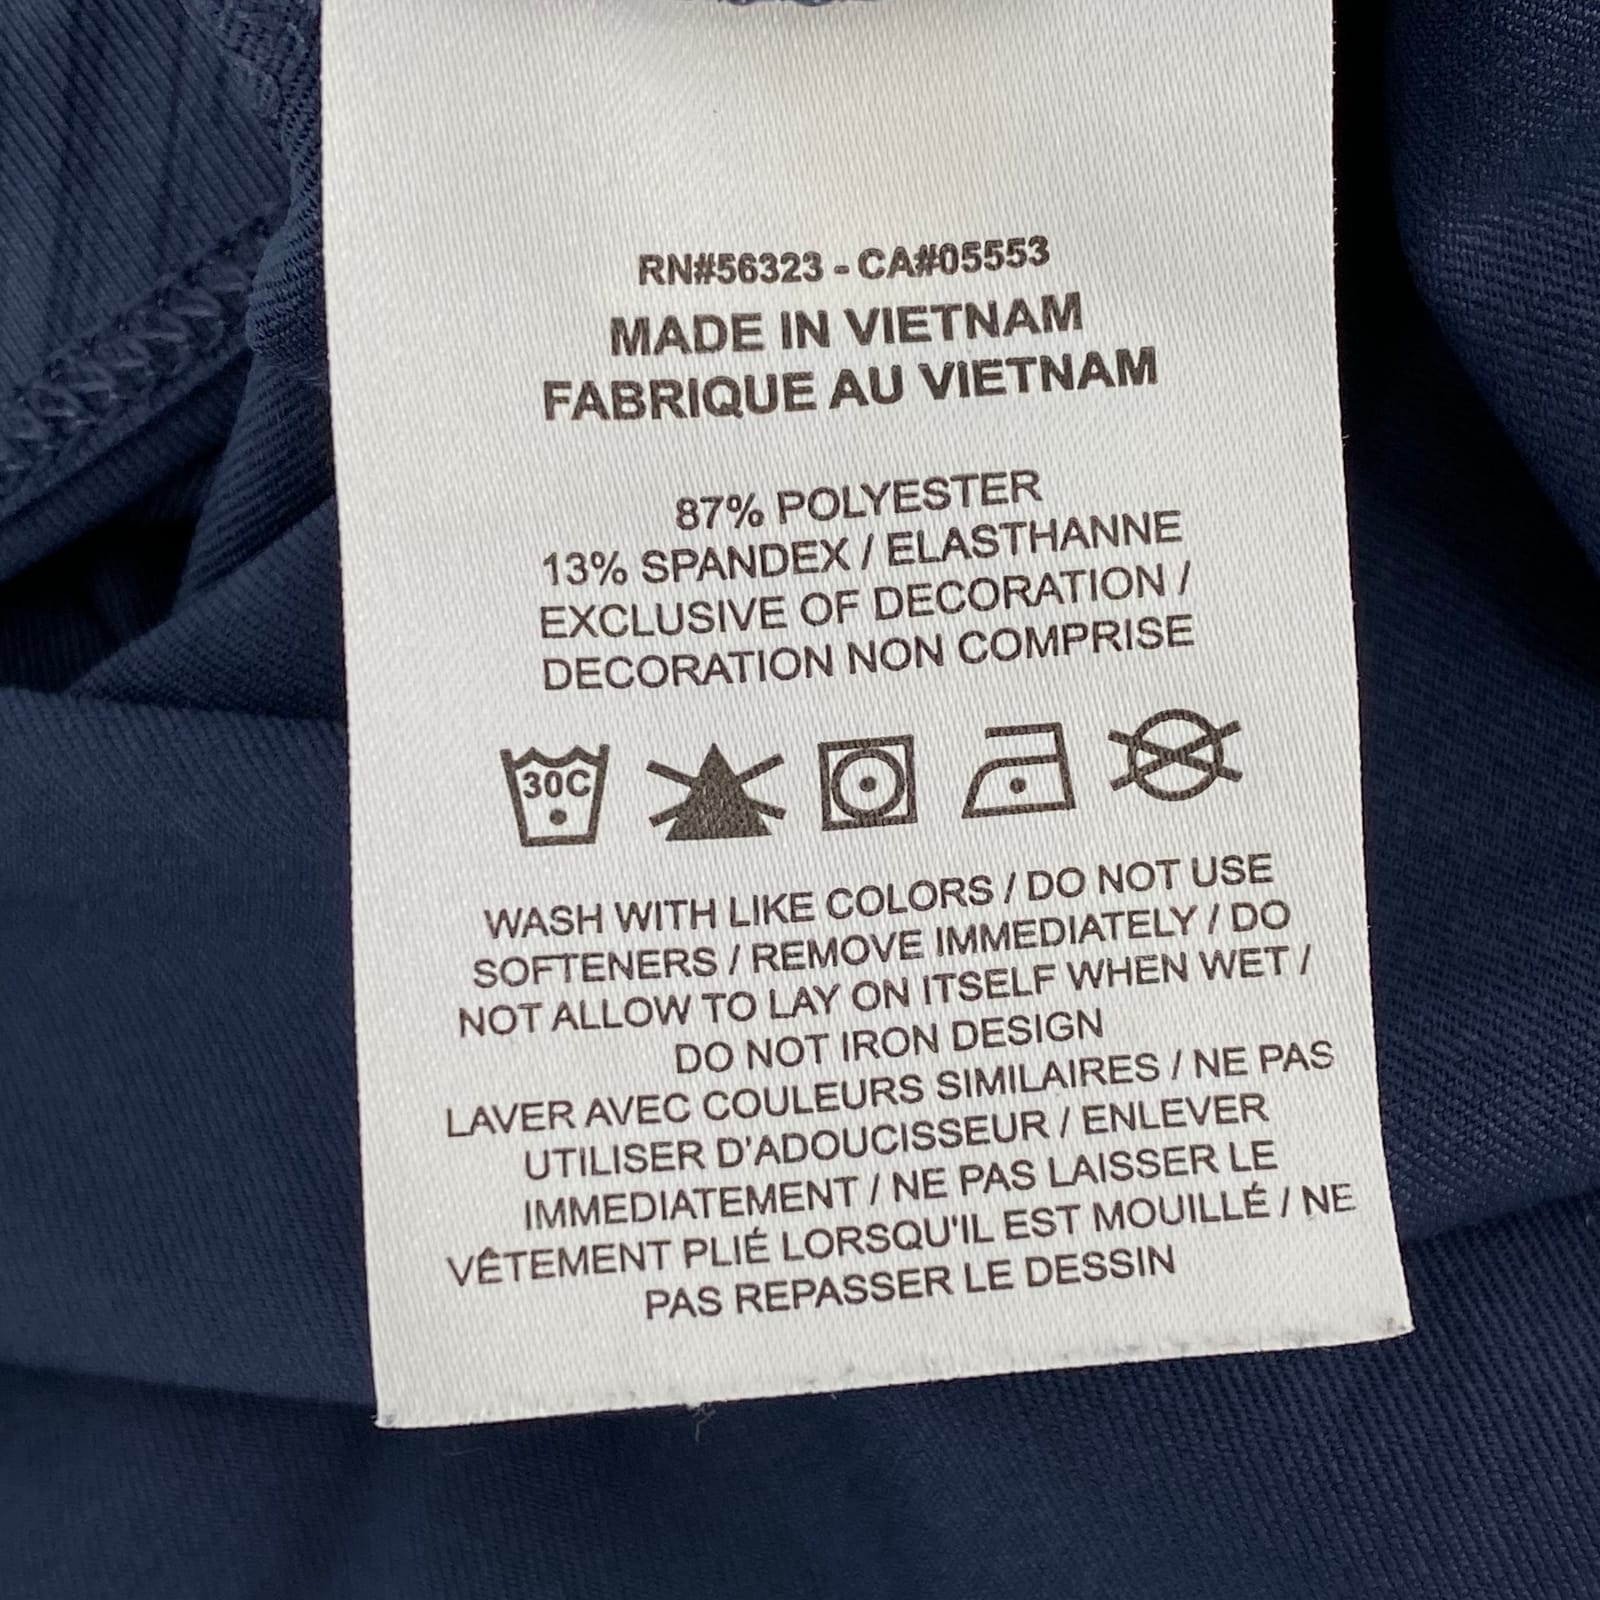 RN#56323 - CA#05553
MADE IN VIETNAM
FABRIQUE AU VIETNAM
87% POLYESTER
13% SPANDEX / ELASTHANNE
EXCLUSIVE OF DECORATION /
DECORATION NON COMPRISE
30C
WASH WITH LIKE COLORS / DO NOT USE
SOFTENERS / REMOVE IMMEDIATELY / DO
NOT ALLOW TO LAY ON ITSELF WHEN WET /
DO NOT IRON DESIGN
LAVER AVEC COULEURS SIMILAIRES / NE PAS
UTILISER D'ADOUCISSEUR / ENLEVER
IMMEDIATEMENT / NE PAS LAISSER LE
VÊTEMENT PLIÉ LORSQU'IL EST MOUILLÉ / NE
PAS REPASSER LE DESSIN